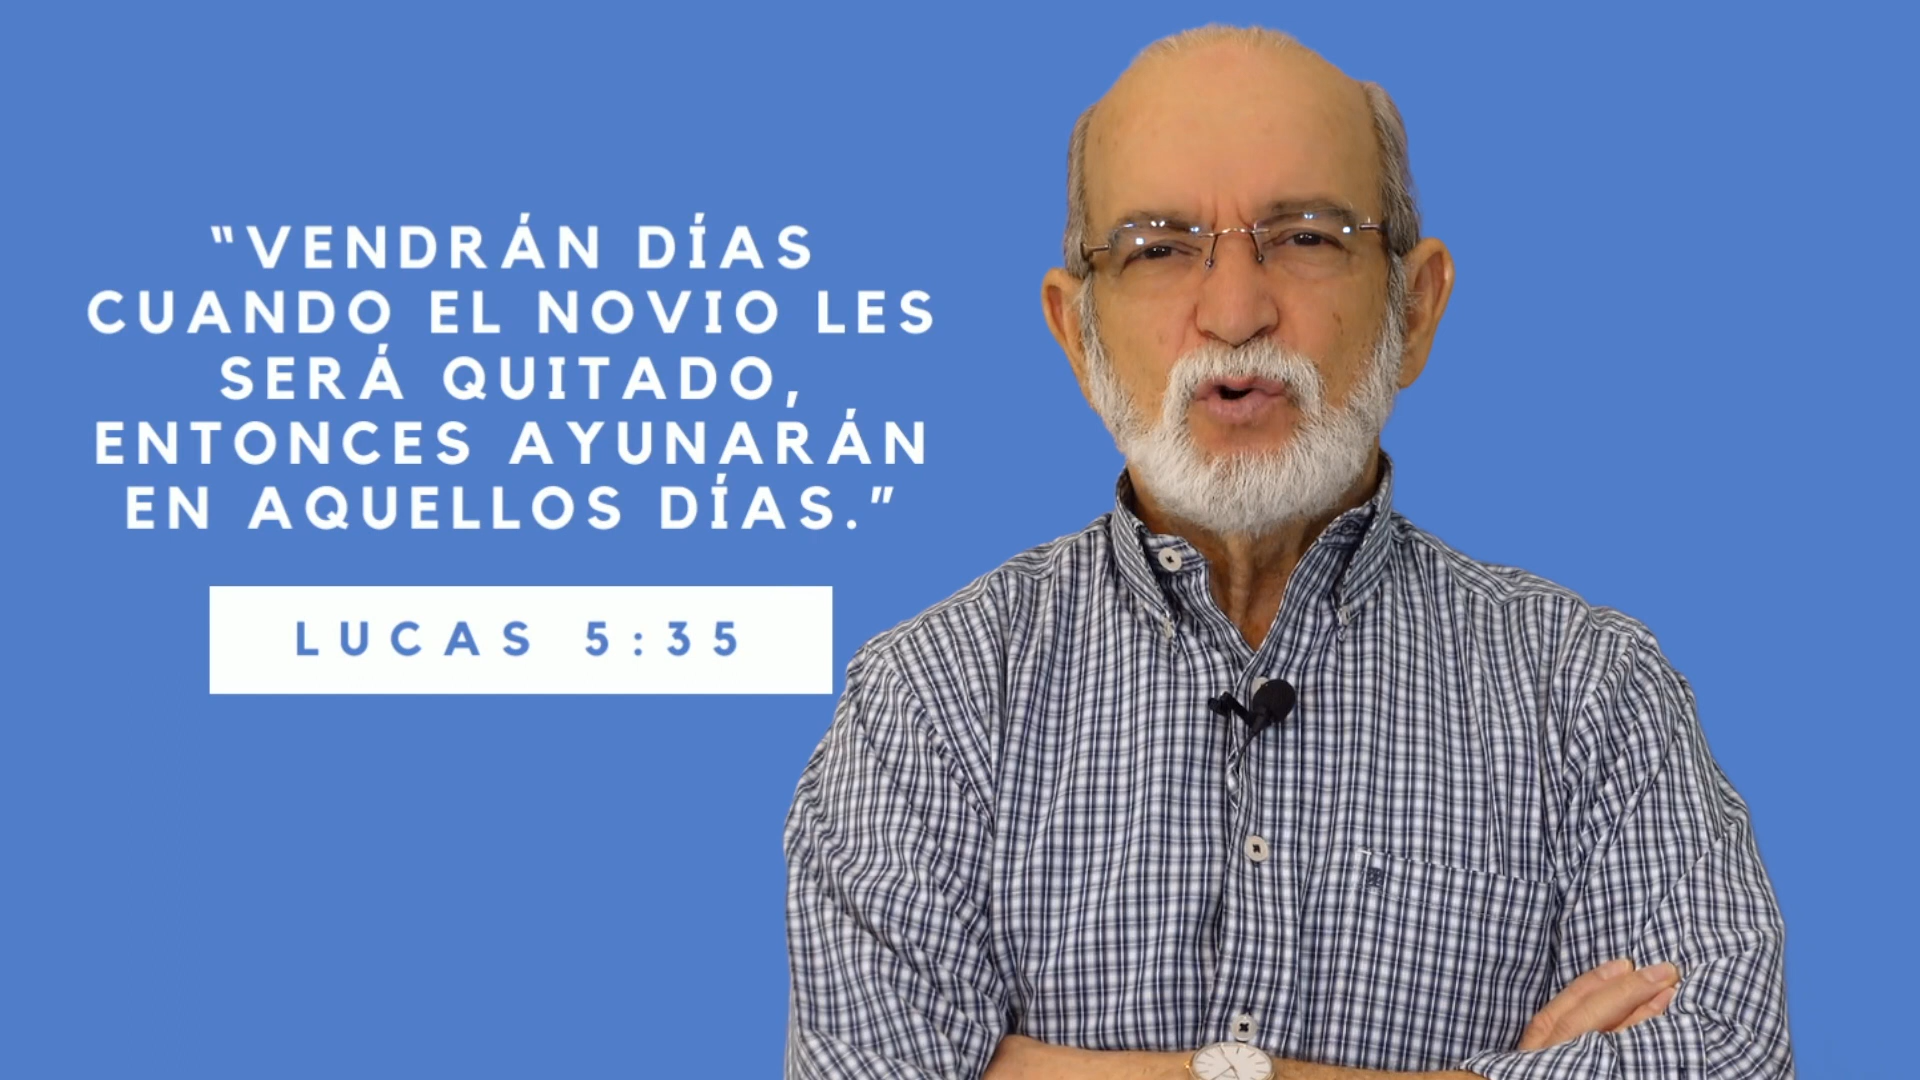 “VENDRÁN DÍAS
CUANDO EL NOVIO LES
SERÁ QUITADO,
ENTONCES AYUNARÁN
EN AQUELLOS DÍAS.”
LUCAS 5:35